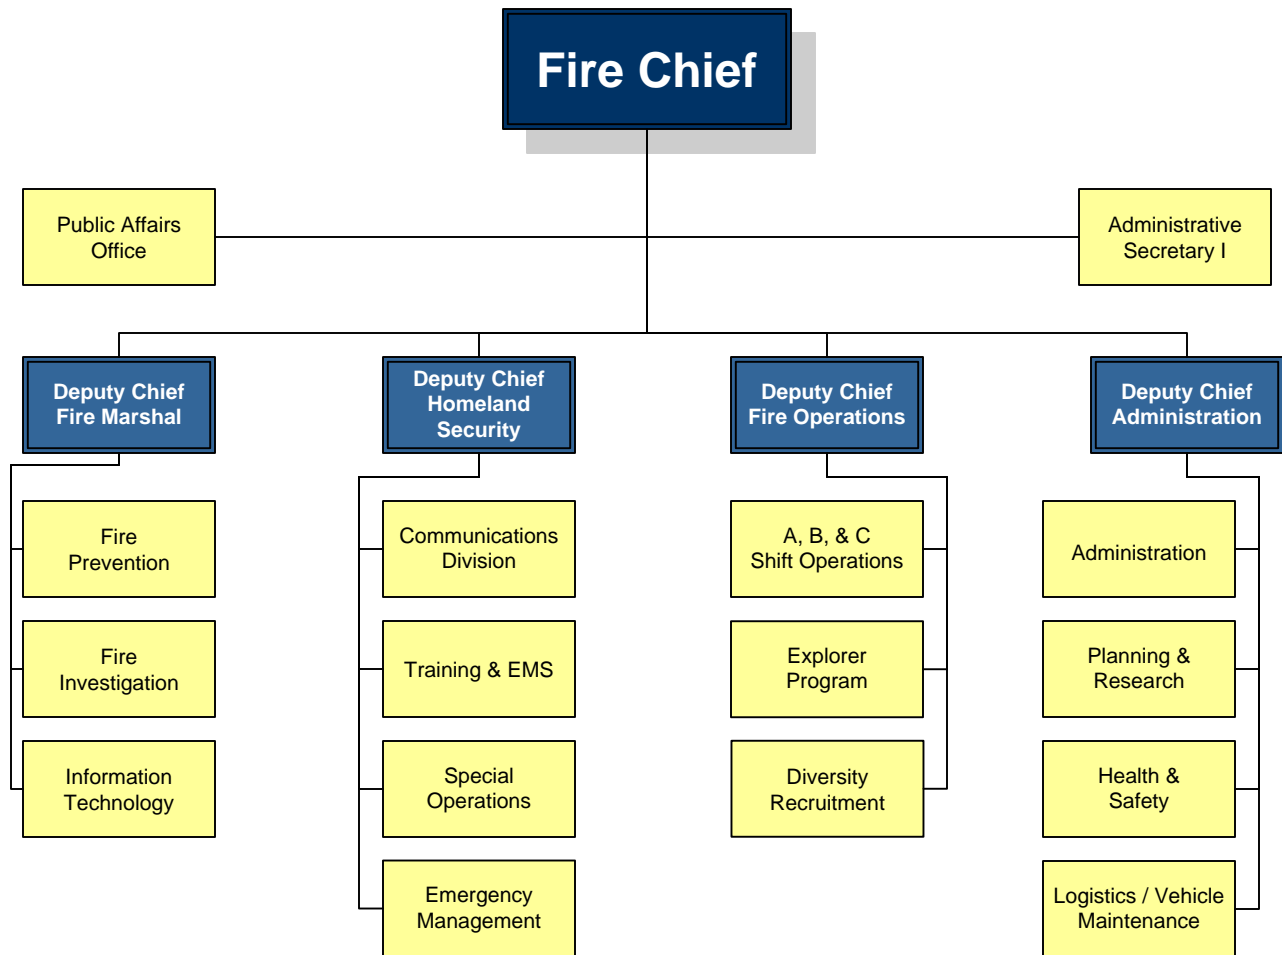 Fire Chief
Public Affairs
Office
Administrative
Secretary I
Deputy Chief
Fire Marshal
Deputy Chief
Homeland
Security
Deputy Chief
Fire Operations
Deputy Chief
Administration
Fire
Prevention
Communications
Division
A, B, & C
Shift Operations
Administration
Fire
Investigation
Training & EMS
Explorer
Program
Planning &
Research
Information
Technology
Special
Operations
Diversity
Recruitment
Health &
Safety
Emergency
Management
Logistics / Vehicle
Maintenance